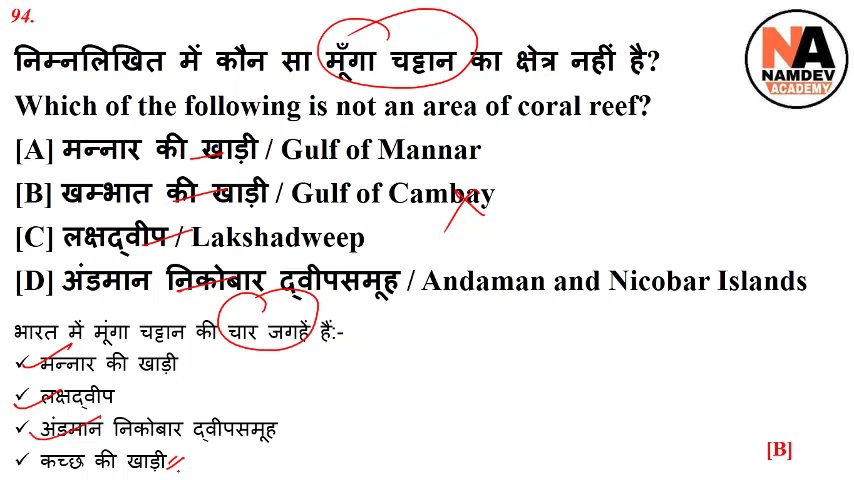 94.
NA
NAMDEV
ACADEMY
निम्नलिखित में कौन सा मूँगा चट्टान का क्षेत्र नहीं है?
Which of the following is not an area of coral reef?
[A] मन्नार की खाड़ी / Gulf of Mannar
[B] खम्भात की खाड़ी / Gulf of Cambay
[C] लक्षद्वीप / Lakshadweep
[D] अंडमान निकोबार द्वीपसमूह / Andaman and Nicobar Islands
भारत में मूंगा चट्टान की चार जगहें हैं:-
✓ मन्नार की खाड़ी
✓ लक्षद्वीप
✓ अंडमान निकोबार द्वीपसमूह
✓ कच्छ की खाड़ी
[B]